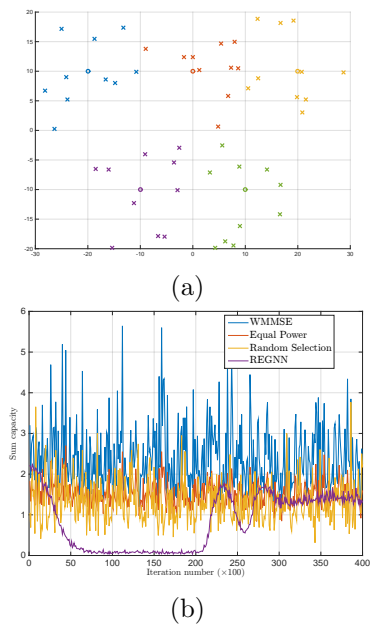 20
15
10
5
0
-5
-10
-15
-20
-30 -20 -10 0 10 20 30
(a)
6
5
4
3
2
1
0
Sum capacity
WMMSE
Equal Power
Random Selection
REGNN
0 50 100 150 200 250 300 350 400
Iteration number (×100)
(b)